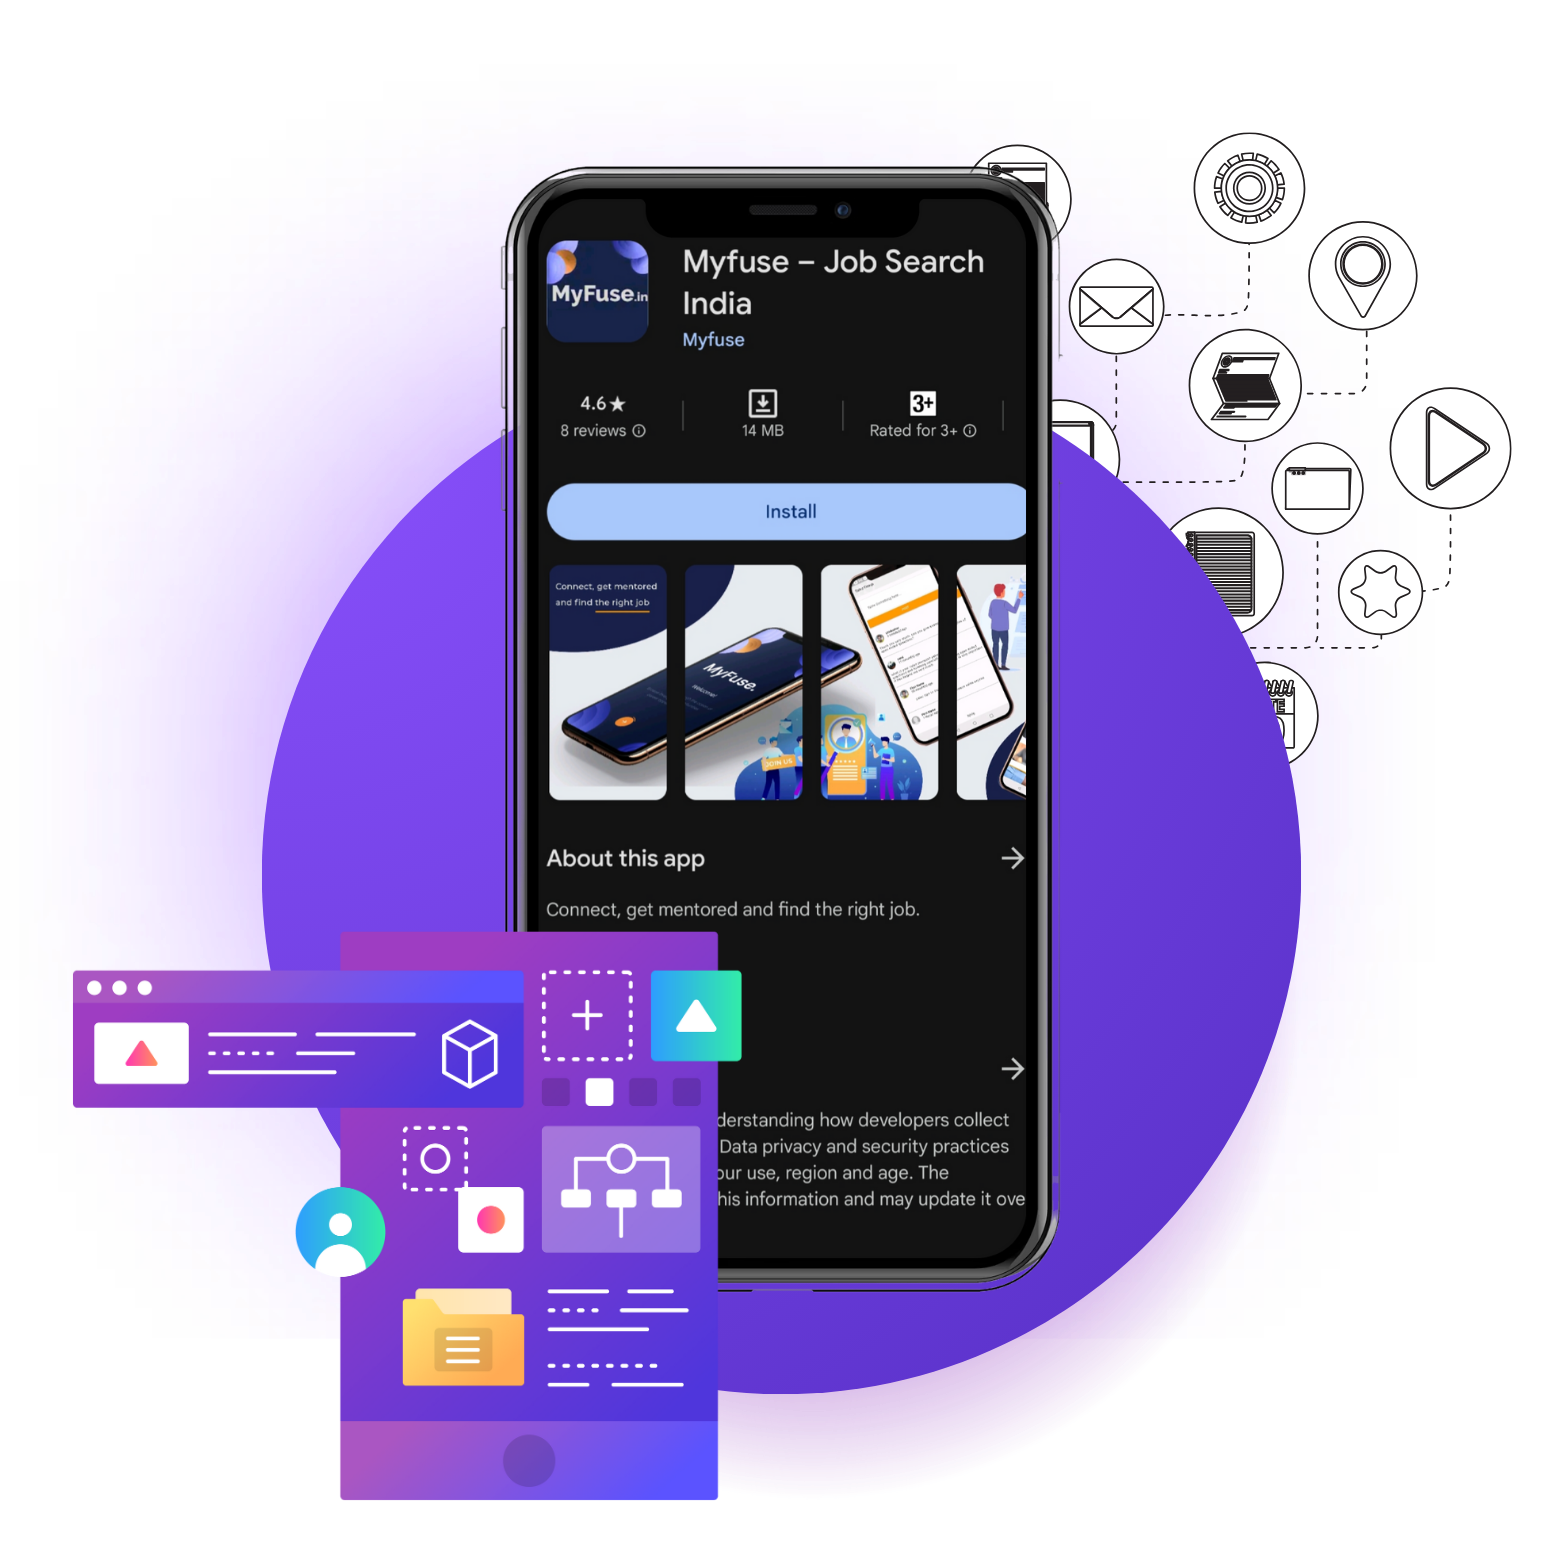 Myfuse – Job Search
India
Myfuse
MyFuse.in
4.6★
8 reviews
14 MB
3+
Rated for 3+
Install
Connect, get mentored
and find the right job
MyFuse.
JOIN US
About this app
Connect, get mentored and find the right job.
derstanding how developers collect
Data privacy and security practices
our use, region and age. The
his information and may update it ove